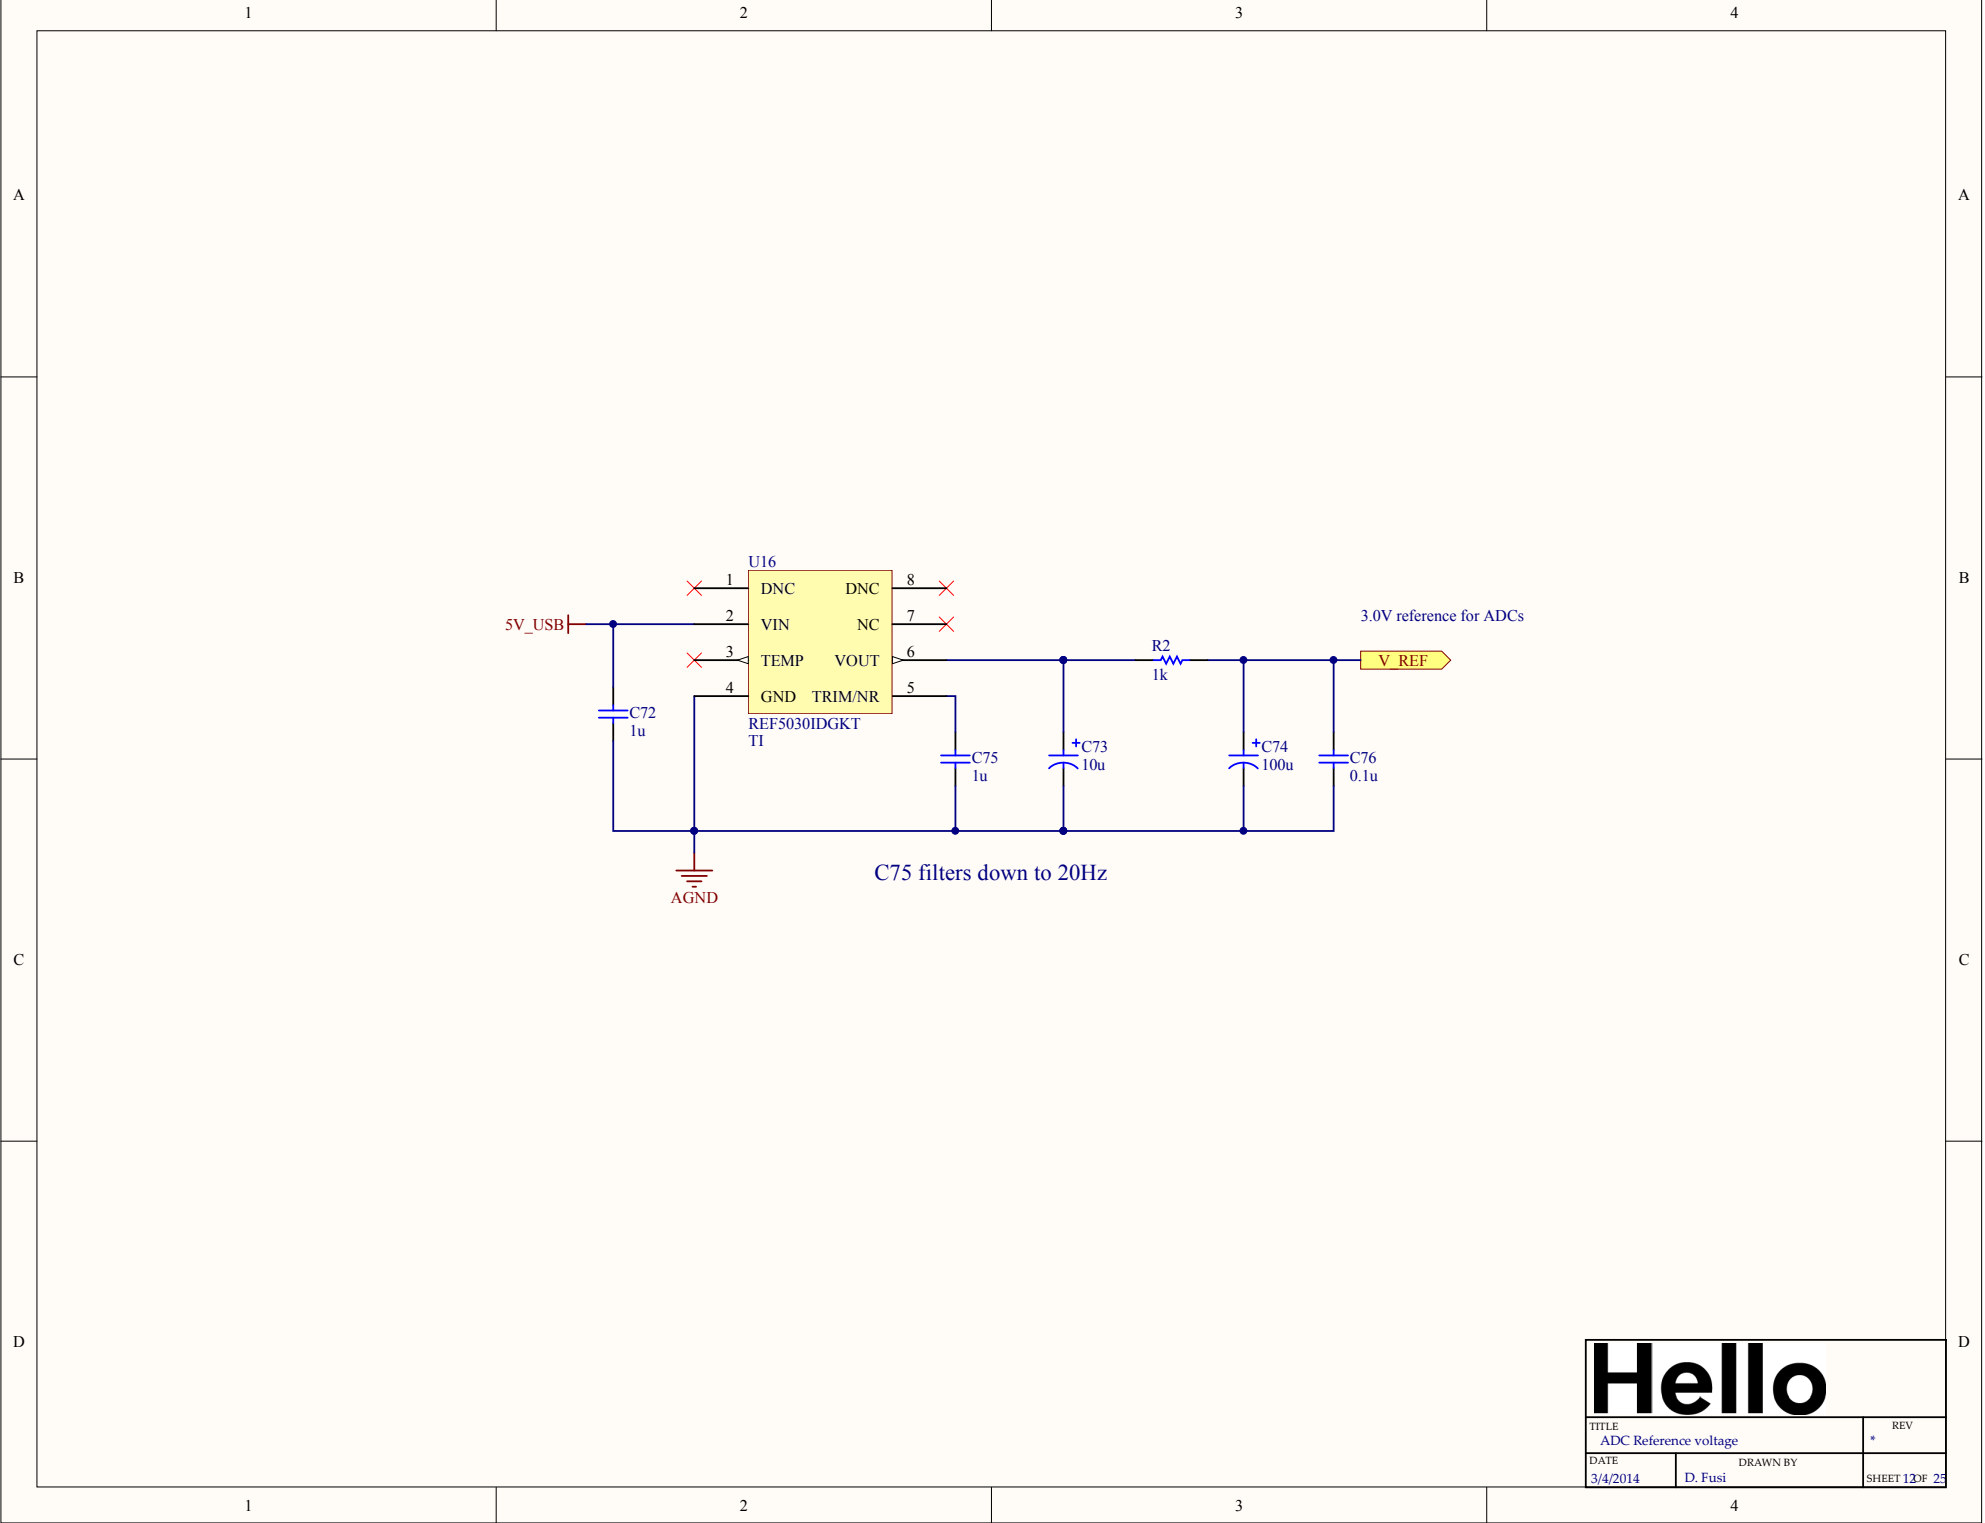 1 2 3 4
A A
B B
C C
D D
U16
1 DNC DNC 8
5V_USB 2 VIN NC 7
3 TEMP VOUT 6
4 GND TRIM/NR 5
REF5030IDGKT
TI
C72
1u
C75
1u
+C73
10u
R2
1k
+C74
100u
C76
0.1u
3.0V reference for ADCs
V_REF
AGND
C75 filters down to 20Hz
Hello
TITLE
ADC Reference voltage
REV
*
DATE
3/4/2014
DRAWN BY
D. Fusi
SHEET 12 OF 25
1 2 3 4